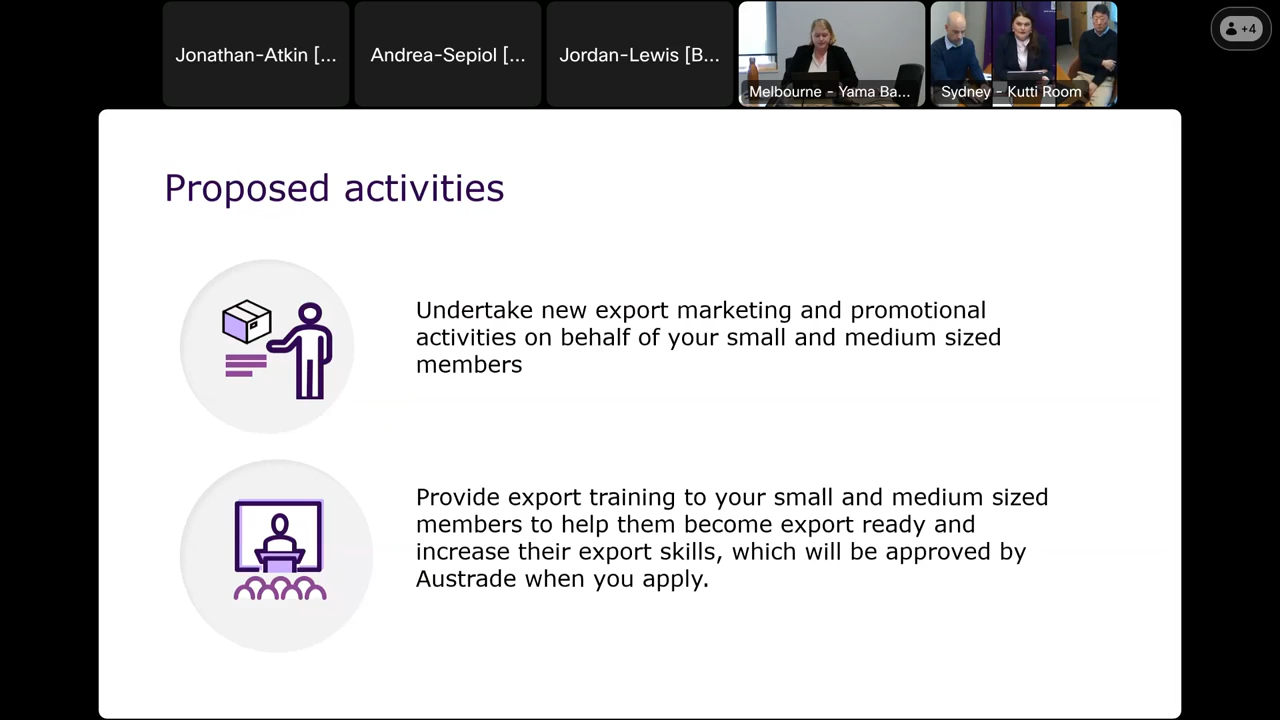 Jonathan-Atkin [...
Andrea-Sepiol [...
Jordan-Lewis [B...
Melbourne - Yama Ba...
Sydney - Kutti Room
+4
Proposed activities
Undertake new export marketing and promotional
activities on behalf of your small and medium sized
members
Provide export training to your small and medium sized
members to help them become export ready and
increase their export skills, which will be approved by
Austrade when you apply.